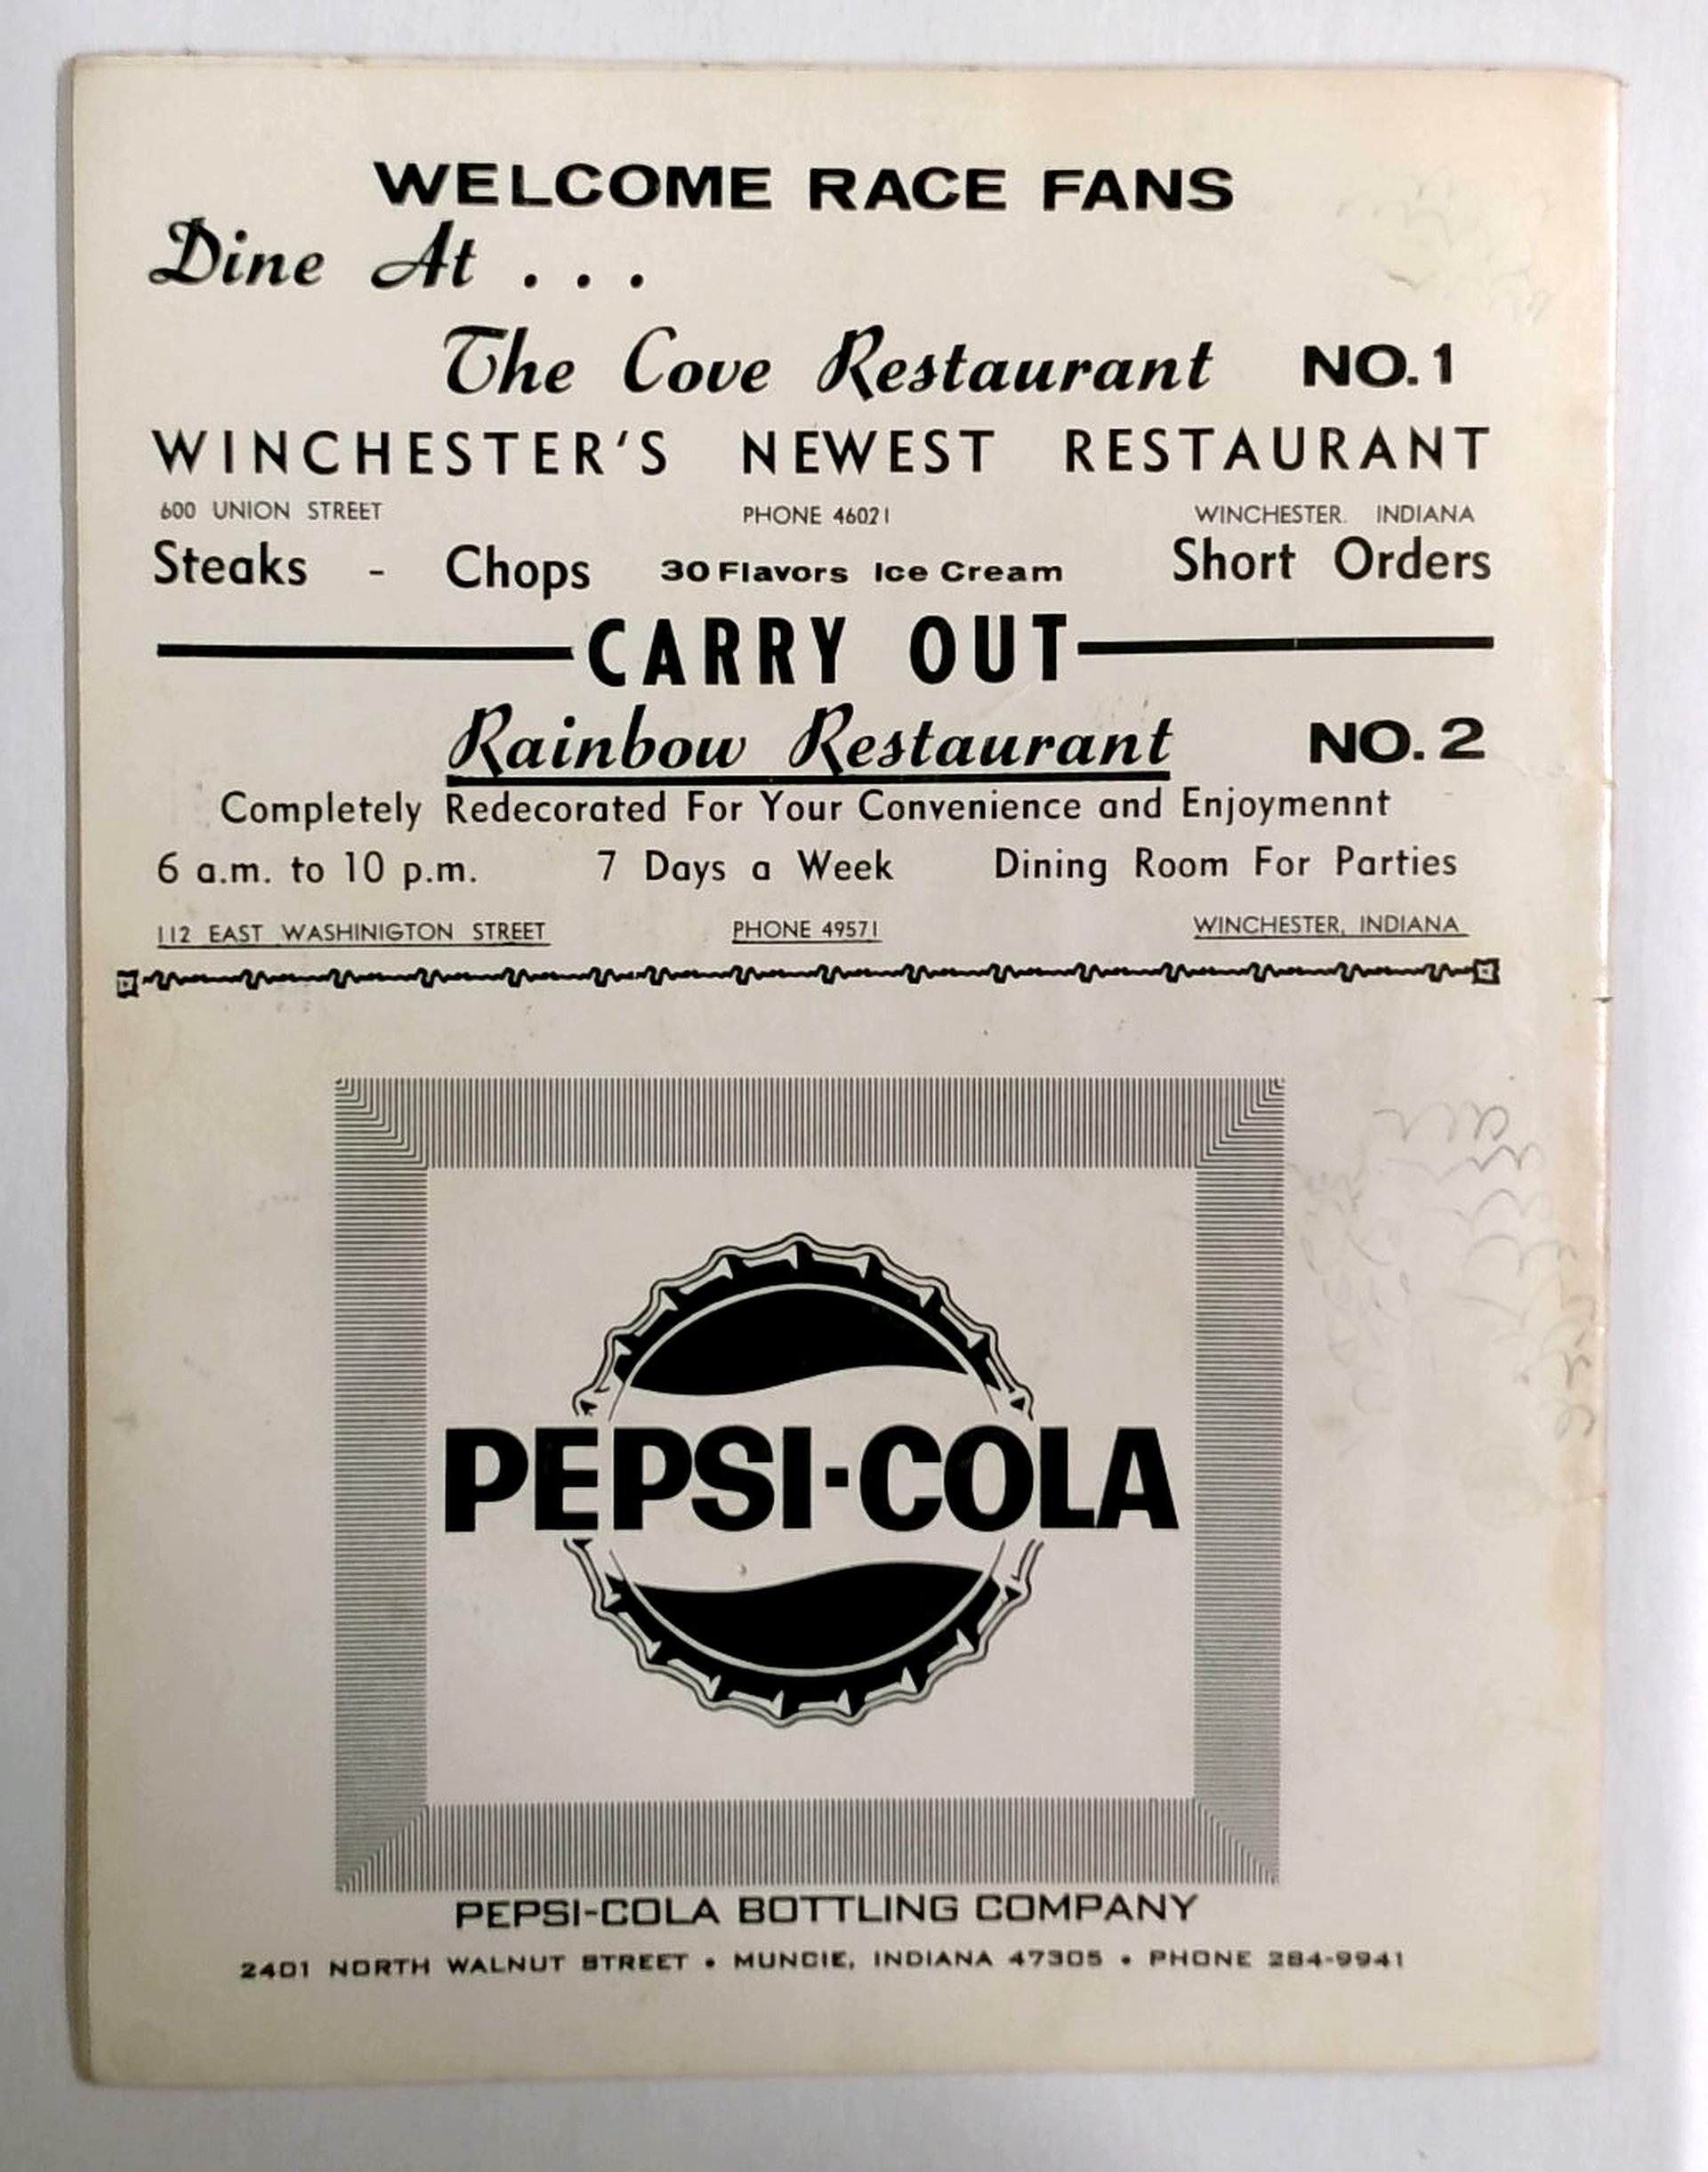 WELCOME RACE FANS
Dine At . . .
The Cove Restaurant NO. 1
WINCHESTER'S NEWEST RESTAURANT
600 UNION STREET PHONE 46021 WINCHESTER. INDIANA
Steaks - Chops 30 Flavors Ice Cream Short Orders
CARRY OUT
Rainbow Restaurant NO. 2
Completely Redecorated For Your Convenience and Enjoymennt
6 a.m. to 10 p.m. 7 Days a Week Dining Room For Parties
112 EAST WASHINIGTON STREET PHONE 49571 WINCHESTER, INDIANA
PEPSI-COLA
PEPSI-COLA BOTTLING COMPANY
2401 NORTH WALNUT STREET • MUNCIE, INDIANA 47305 • PHONE 284-9941